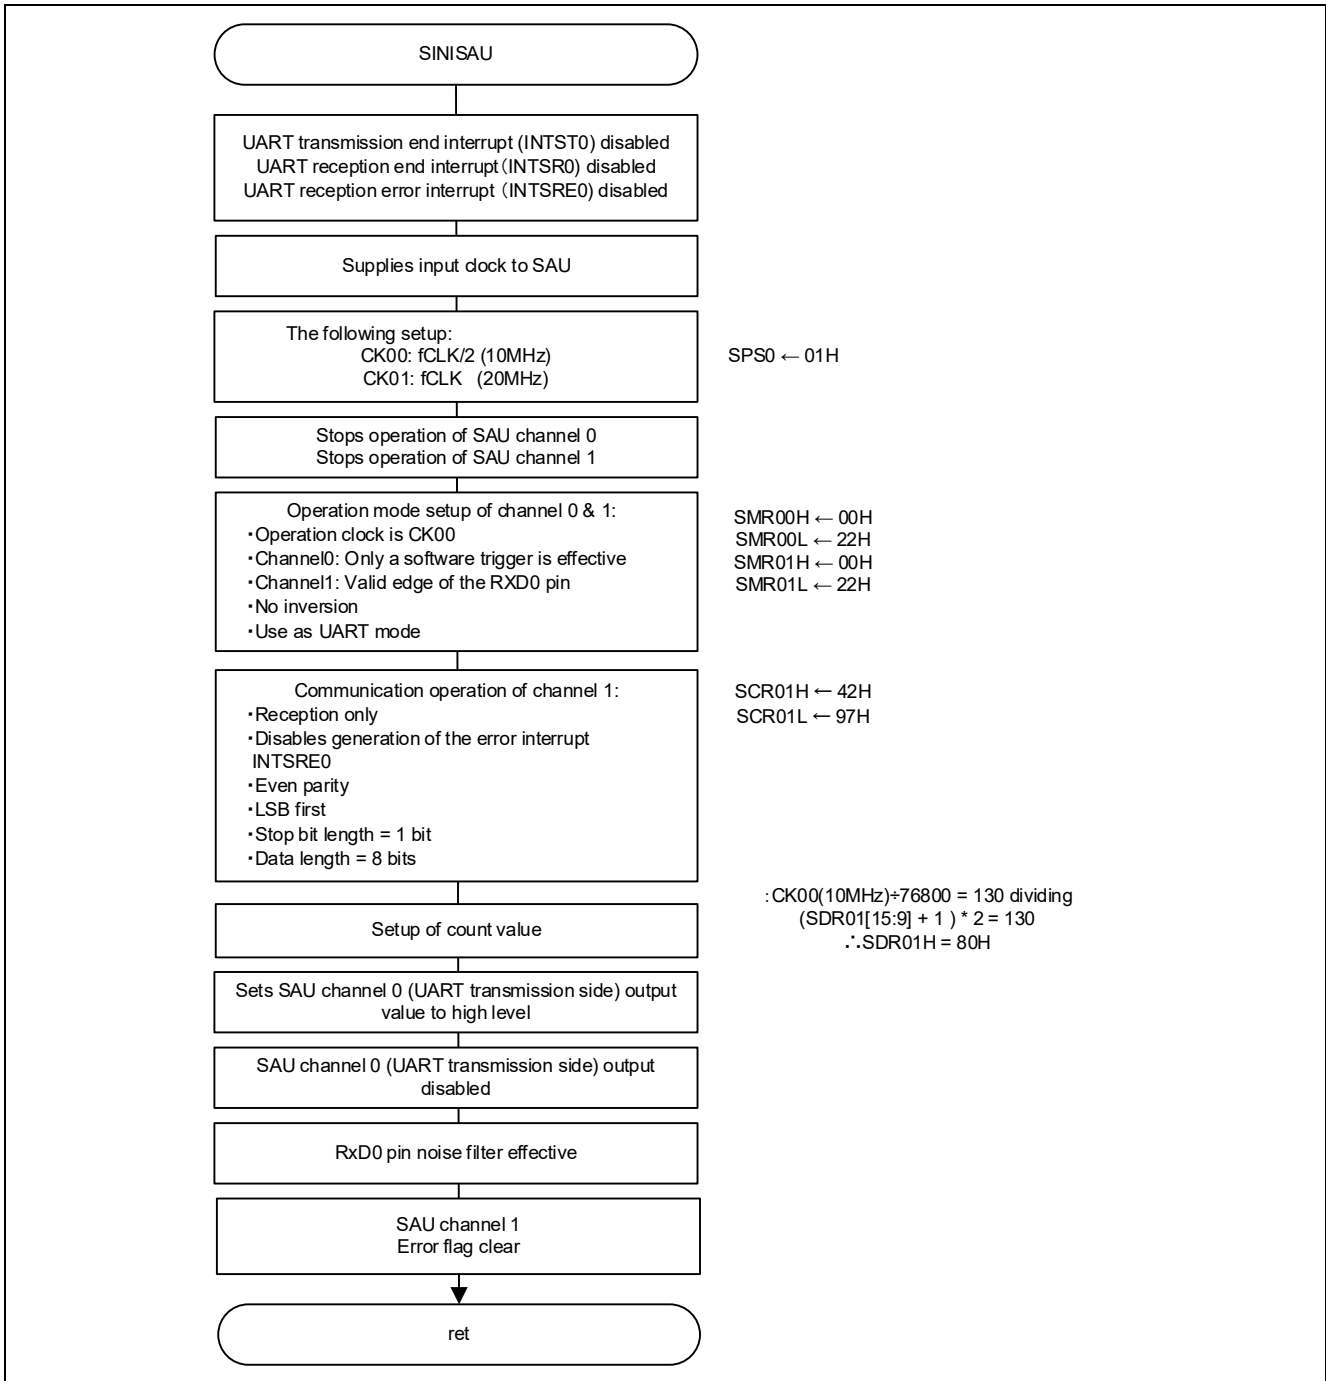 SINISAU
UART transmission end interrupt (INTST0) disabled
UART reception end interrupt（INTSR0) disabled
UART reception error interrupt （INTSRE0) disabled
Supplies input clock to SAU
The following setup:
CK00: fCLK/2 (10MHz)
CK01: fCLK (20MHz)
SPS0 ← 01H
Stops operation of SAU channel 0
Stops operation of SAU channel 1
Operation mode setup of channel 0 & 1:
・Operation clock is CK00
・Channel0: Only a software trigger is effective
・Channel1: Valid edge of the RXD0 pin
・No inversion
・Use as UART mode
SMR00H ← 00H
SMR00L ← 22H
SMR01H ← 00H
SMR01L ← 22H
Communication operation of channel 1:
・Reception only
・Disables generation of the error interrupt
INTSRE0
・Even parity
・LSB first
・Stop bit length = 1 bit
・Data length = 8 bits
SCR01H ← 42H
SCR01L ← 97H
Setup of count value
:CK00(10MHz)÷76800 = 130 dividing
(SDR01[15:9] + 1 ) * 2 = 130
∴SDR01H = 80H
Sets SAU channel 0 (UART transmission side) output
value to high level
SAU channel 0 (UART transmission side) output
disabled
RxD0 pin noise filter effective
SAU channel 1
Error flag clear
ret